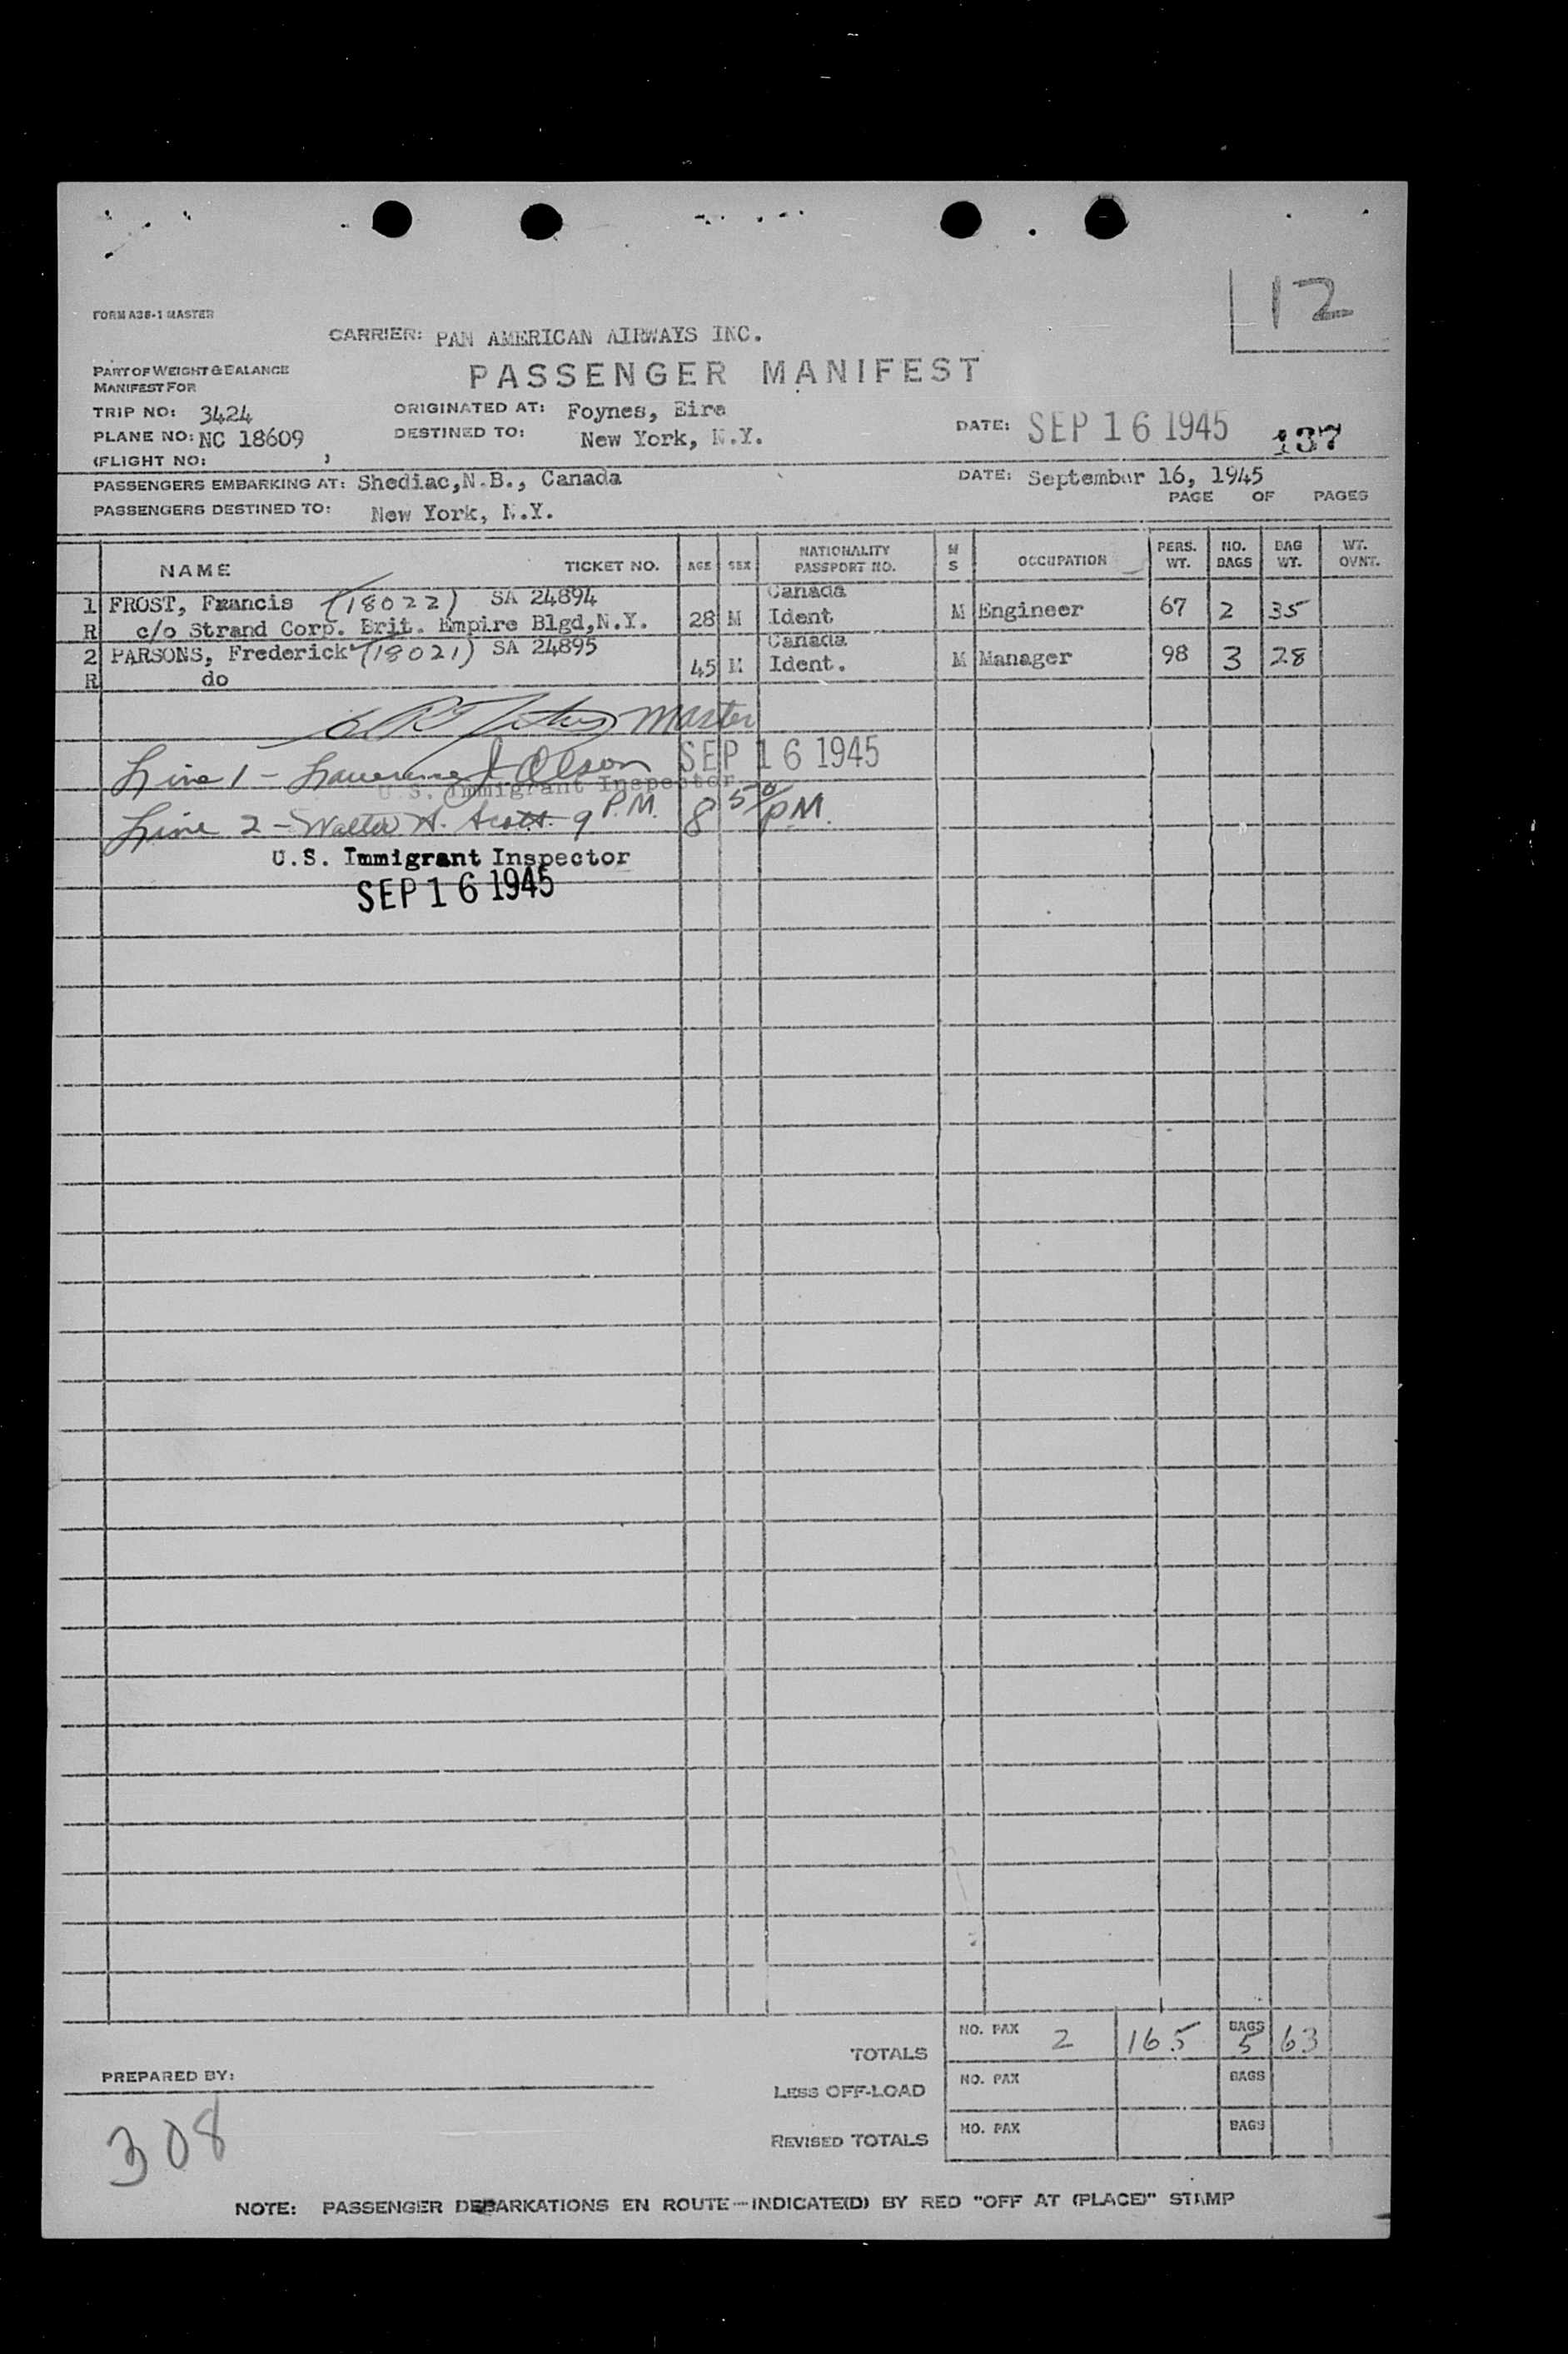 12
FORM A36-1 MASTER
CARRIER: PAN AMERICAN AIRWAYS INC.
PART OF WEIGHT & BALANCE
MANIFEST FOR
PASSENGER MANIFEST
TRIP NO: 3424 ORIGINATED AT: Foynes, Eire DATE: SEP 16 1945 137
PLANE NO: NC 18609 DESTINED TO: New York, N.Y.
(FLIGHT NO: )
PASSENGERS EMBARKING AT: Shediac,N.B., Canada DATE: September 16, 1945
PAGE OF PAGES
PASSENGERS DESTINED TO: New York, N.Y.
NAME TICKET NO. AGE SEX NATIONALITY PASSPORT NO. M S OCCUPATION PERS. WT. NO. BAGS BAG WT. WT. OVNT.
1 FROST, Francis (18022) SA 24894 Canada
R c/o Strand Corp. Brit. Empire Blgd,N.Y. 28 M Ident M Engineer 67 2 35
2 PARSONS, Frederick (18021) SA 24895 Canada
45 M Ident. M Manager 98 3 28
R do
Master
Line 1 - Lawrence J Olson SEP 16 1945
U.S. Immigrant Inspector
Line 2 - Walter A. Scott 9 P.M. 8 50 PM.
U.S. Immigrant Inspector
SEP 16 1945
TOTALS NO. PAX 2 165 BAGS 5 63
PREPARED BY:
LESS OFF-LOAD NO. PAX BAGS
REVISED TOTALS NO. PAX BAGS
308
NOTE: PASSENGER DEBARKATIONS EN ROUTE—INDICATE(D) BY RED "OFF AT (PLACE)" STAMP